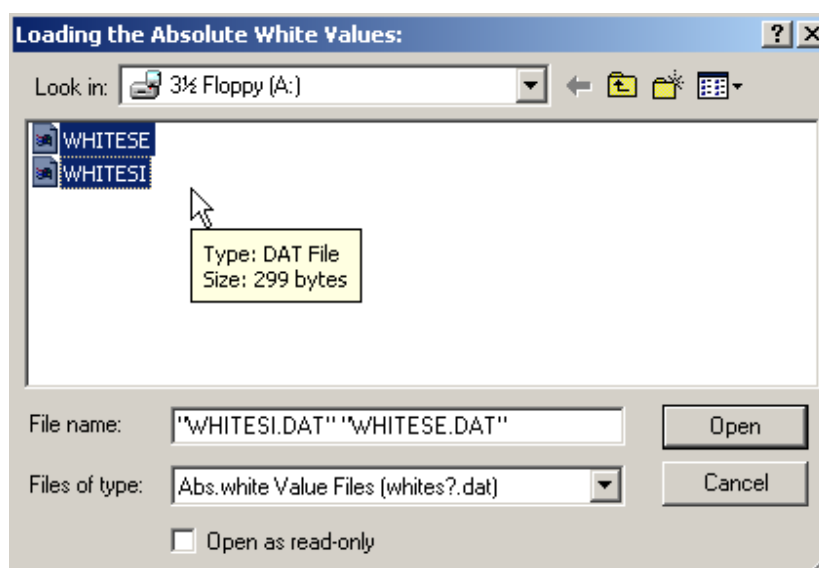 Loading the Absolute White Values:
Look in: 3½ Floppy (A:)
WHITESE
WHITESI
Type: DAT File
Size: 299 bytes
File name: "WHITESI.DAT" "WHITESE.DAT" Open
Files of type: Abs.white Value Files (whites?.dat) Cancel
Open as read-only